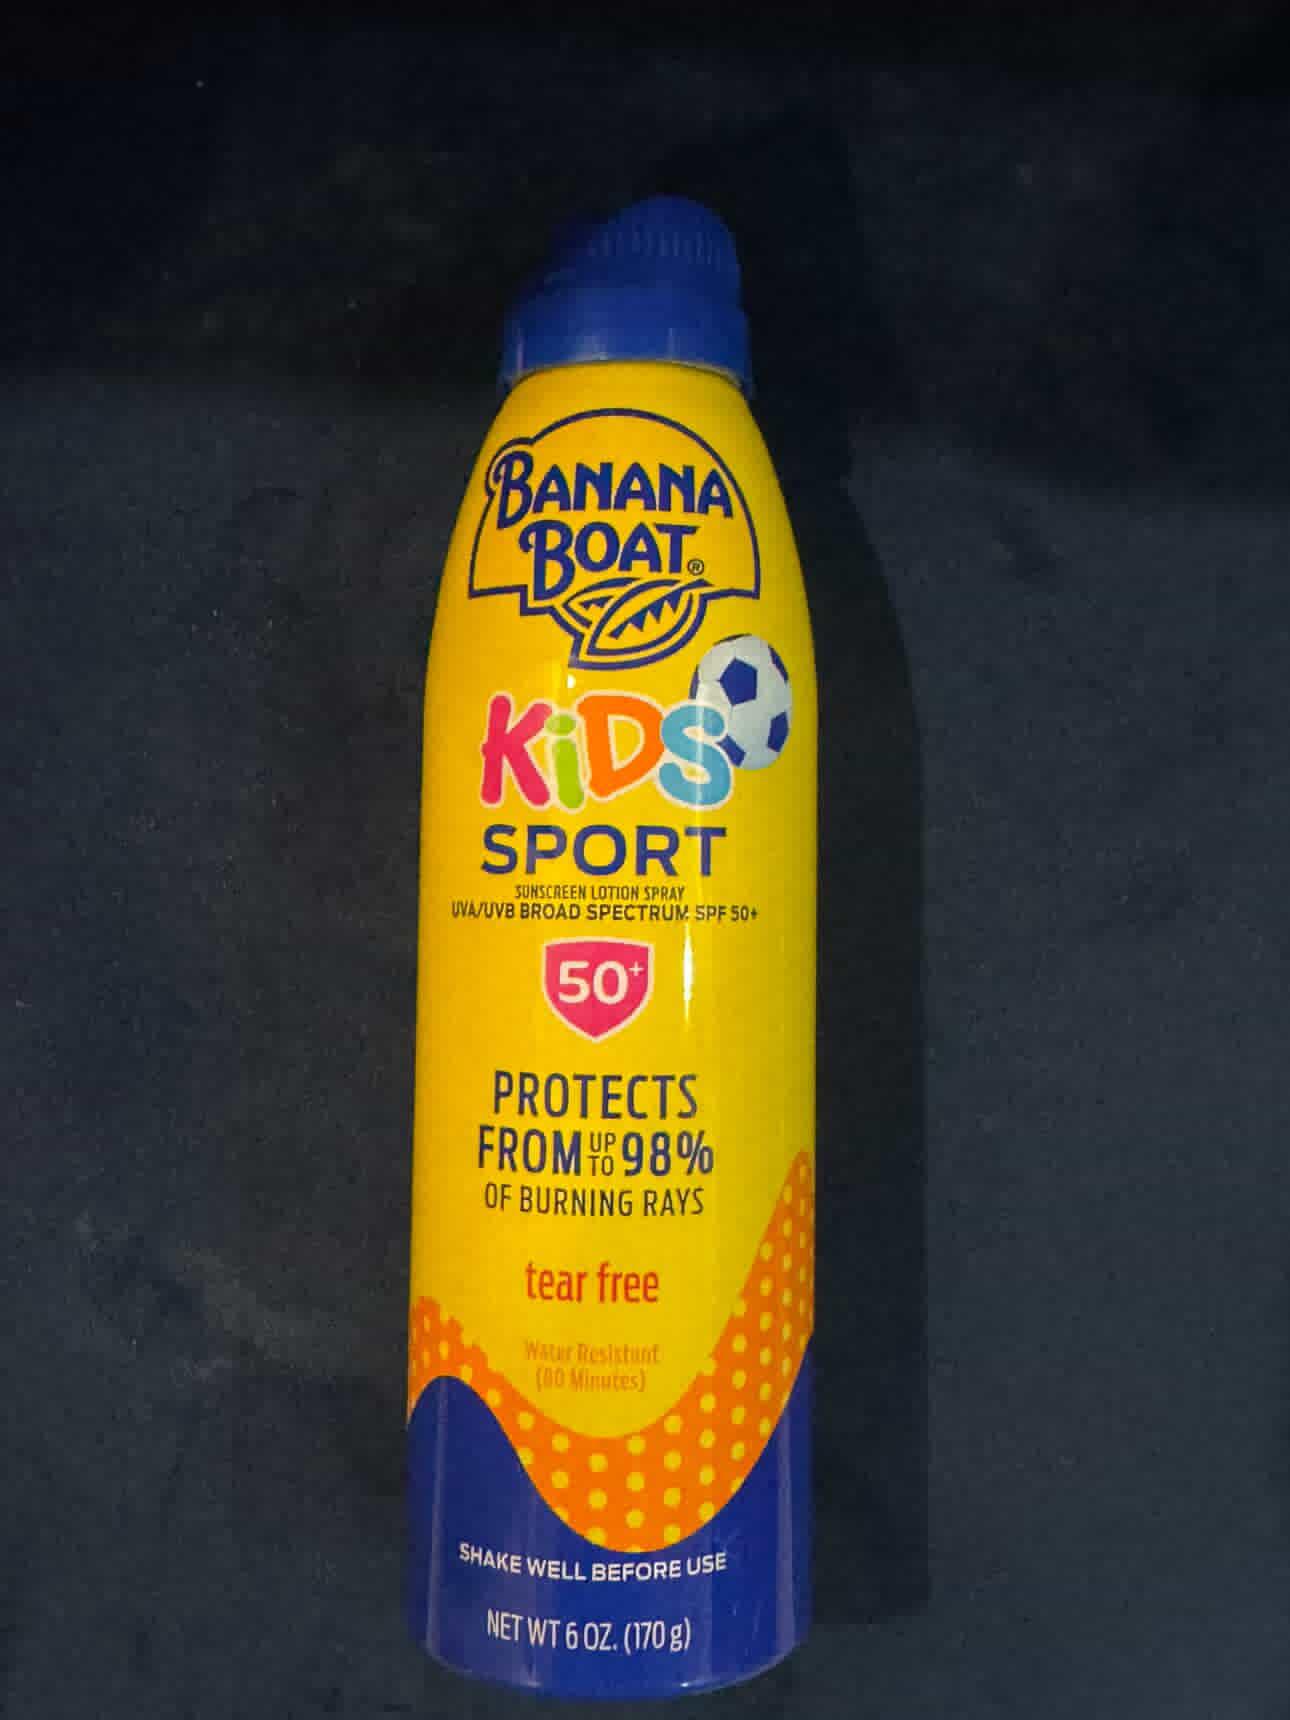 BANANA
BOAT®
KiDS
SPORT
SUNSCREEN LOTION SPRAY
UVA/UVB BROAD SPECTRUM SPF 50+
50+
PROTECTS
FROM UP TO 98%
OF BURNING RAYS
tear free
Water Resistant
(80 Minutes)
SHAKE WELL BEFORE USE
NET WT 6 OZ. (170 g)